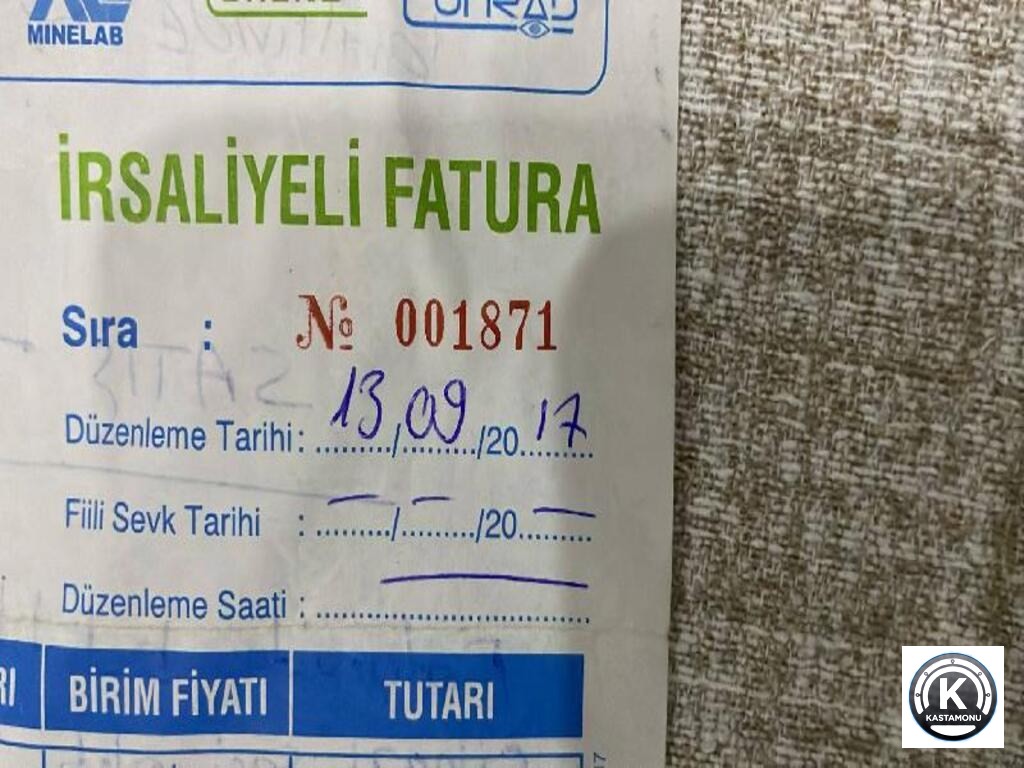 MINELAB
İRSALİYELİ FATURA
Sıra : № 001871
Düzenleme Tarihi : 13/09/2017
Fiili Sevk Tarihi : ........./........./20.........
Düzenleme Saati : ....................................
BİRİM FİYATI TUTARI
K
KASTAMONU